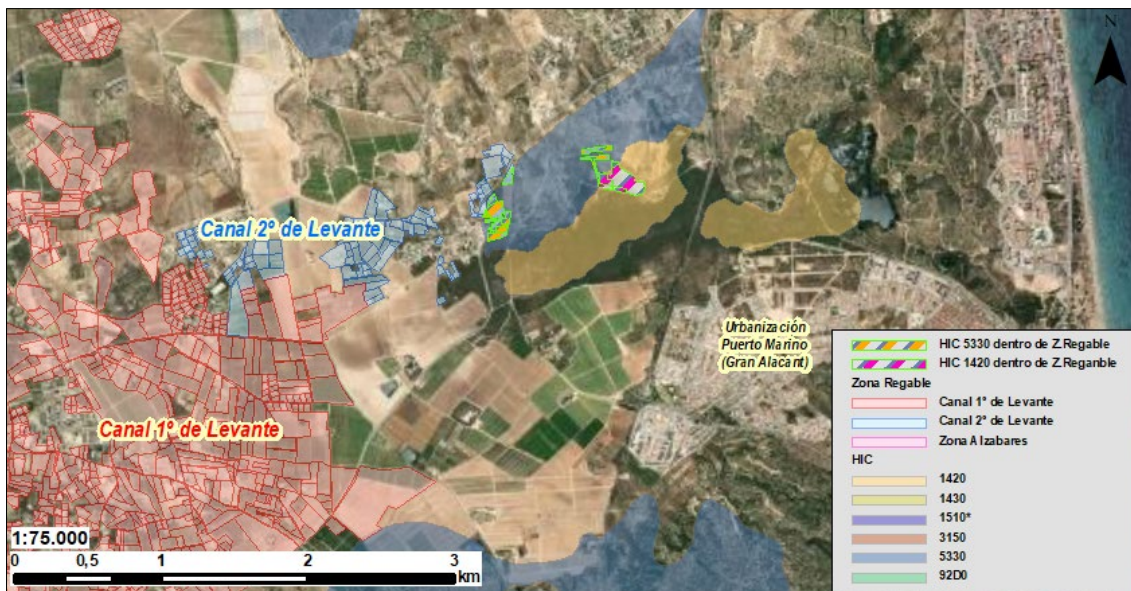 N
Canal 2º de Levante
Urbanización
Puerto Marino
(Gran Alacant)
Canal 1º de Levante
HIC 5330 dentro de Z.Regable
HIC 1420 dentro de Z.Reganble
Zona Regable
Canal 1º de Levante
Canal 2º de Levante
Zona Alzabares
HIC
1420
1430
1510*
3150
5330
92D0
1:75.000
0 0,5 1 2 3
km